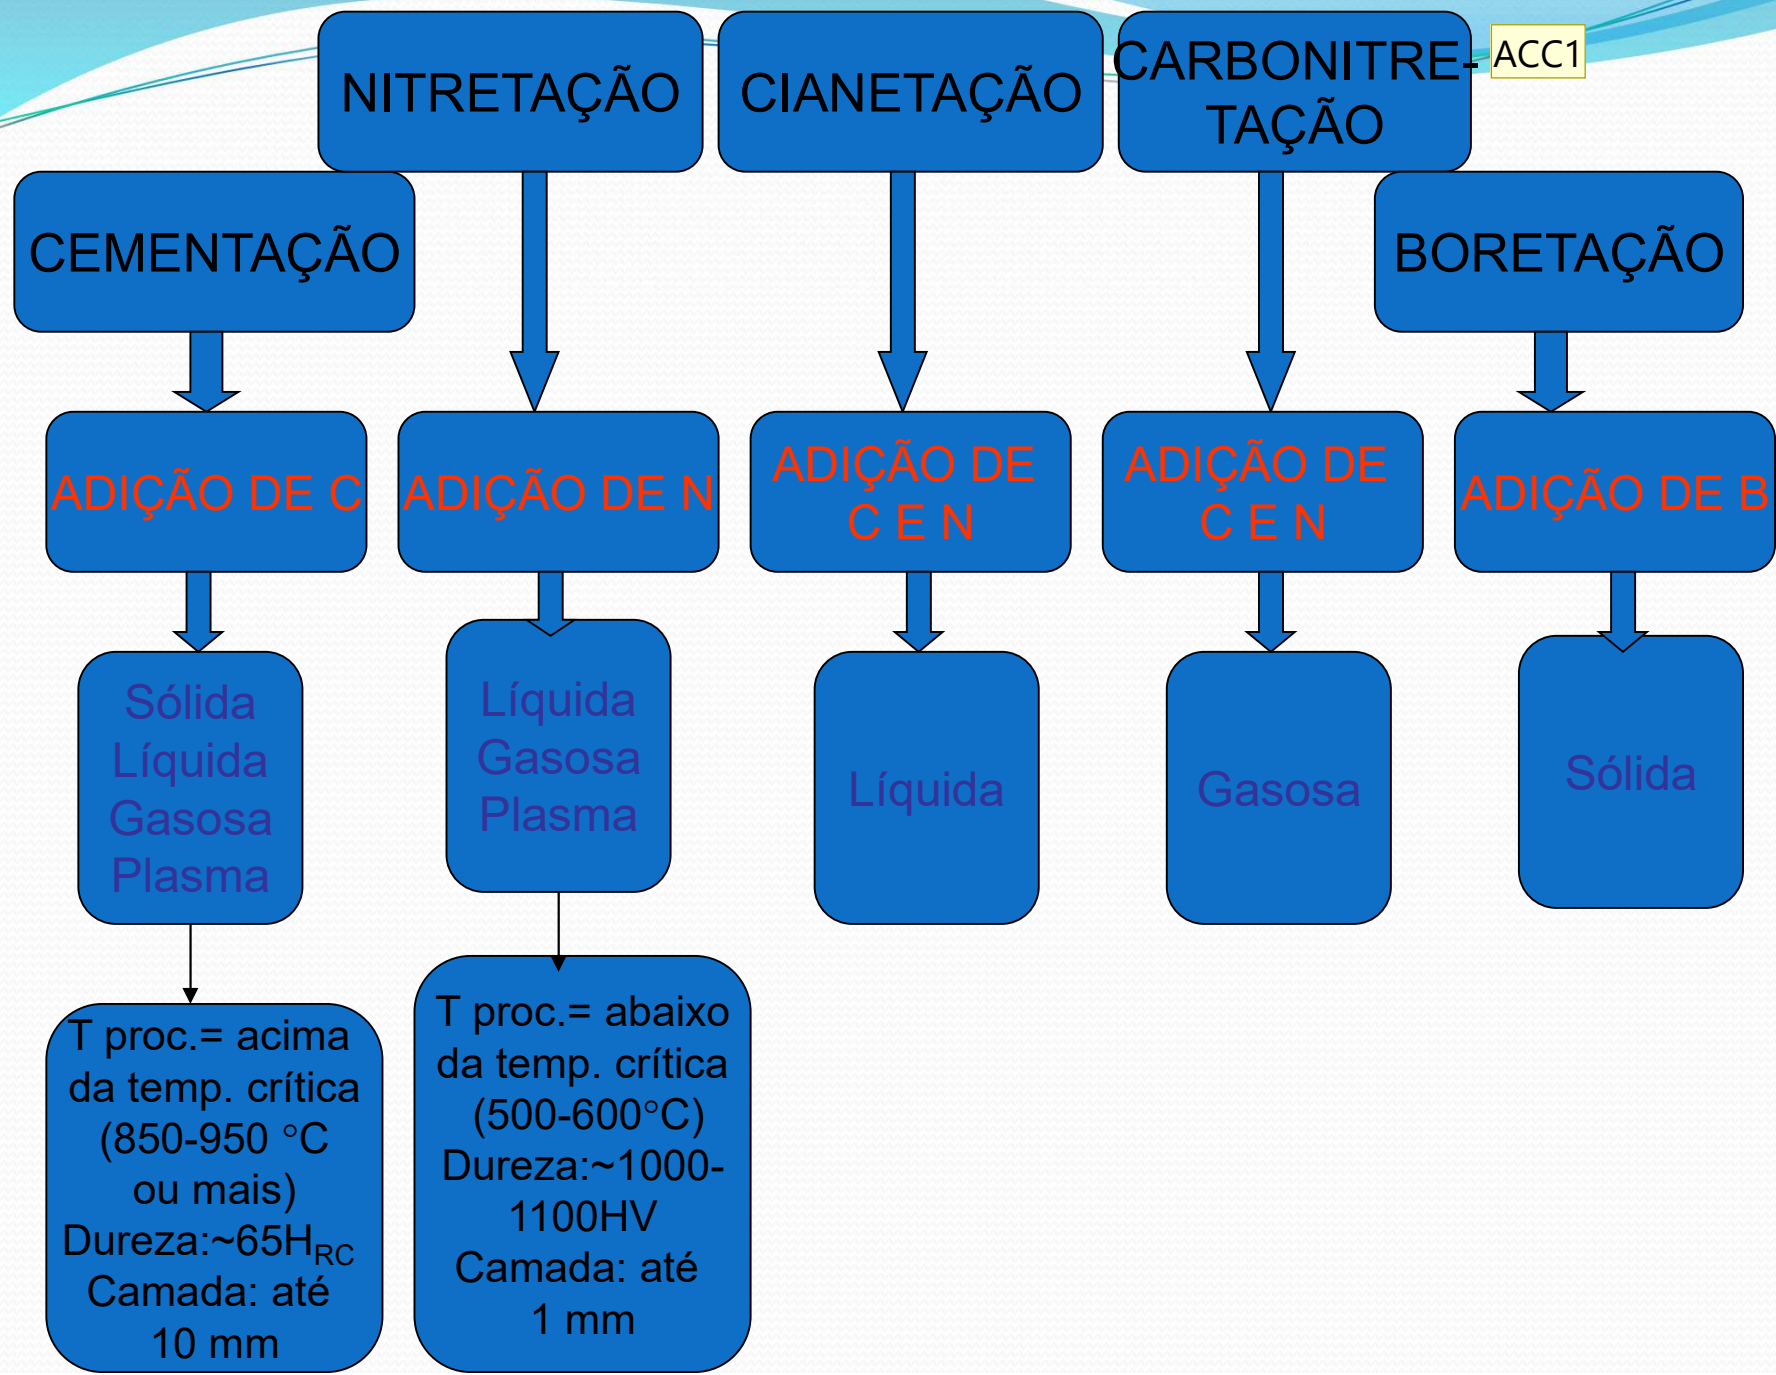 NITRETAÇÃO
CIANETAÇÃO
CARBONITRE-
TAÇÃO
ACC1
CEMENTAÇÃO
BORETAÇÃO
ADIÇÃO DE C
ADIÇÃO DE N
ADIÇÃO DE
C E N
ADIÇÃO DE
C E N
ADIÇÃO DE B
Sólida
Líquida
Gasosa
Plasma
Líquida
Gasosa
Plasma
Líquida
Gasosa
Sólida
T proc.= acima
da temp. crítica
(850-950 °C
ou mais)
Dureza:~65HRC
Camada: até
10 mm
T proc.= abaixo
da temp. crítica
(500-600°C)
Dureza:~1000-
1100HV
Camada: até
1 mm